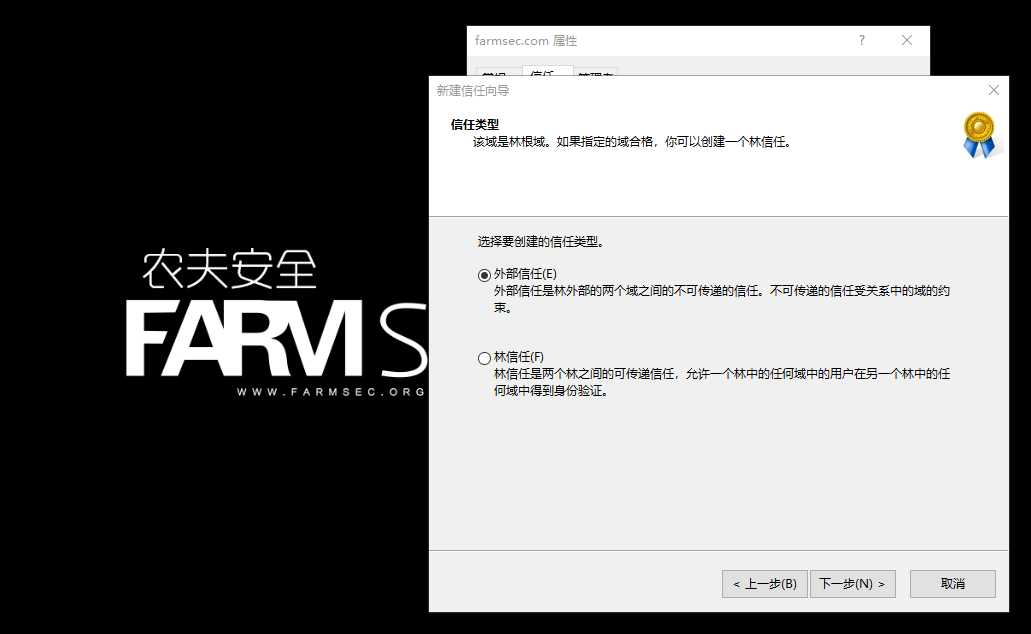 farmsec.com 属性
常规
信任
管理者
新建信任向导
信任类型
该域是林根域。如果指定的域合格，你可以创建一个林信任。
选择要创建的信任类型。
外部信任(E)
外部信任是林外部的两个域之间的不可传递的信任。不可传递的信任受关系中的域的约
束。
林信任(F)
林信任是两个林之间的可传递信任，允许一个林中的任何域中的用户在另一个林中的任
何域中得到身份验证。
< 上一步(B)
下一步(N) >
取消
农夫安全
FARM S
WWW.FARMSEC.ORG